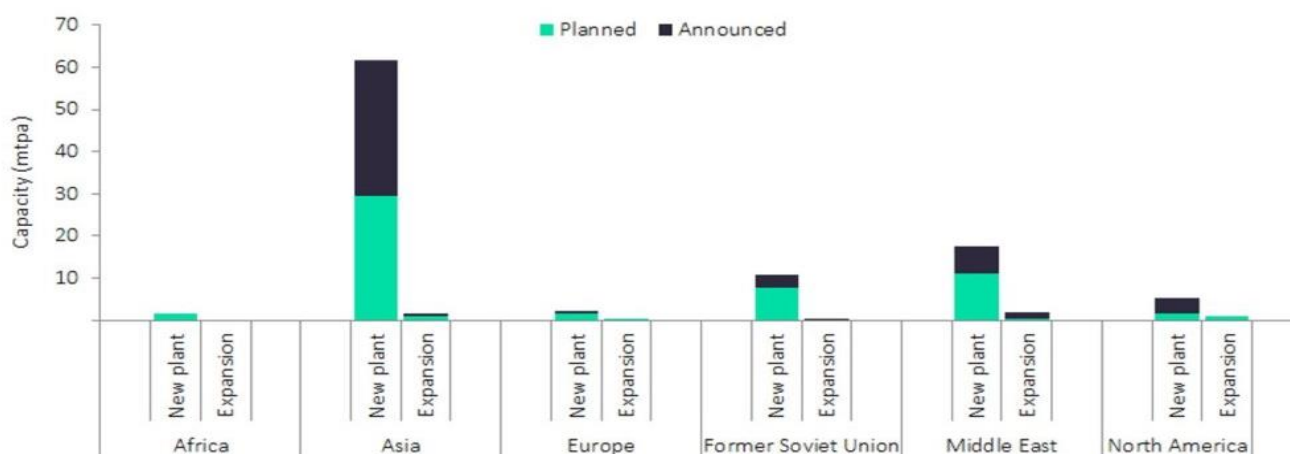 70
Planned Announced
60
50
40
30
20
10
Capacity (mtpa)
New plant Expansion New plant Expansion New plant Expansion New plant Expansion New plant Expansion New plant Expansion
Africa Asia Europe Former Soviet Union Middle East North America